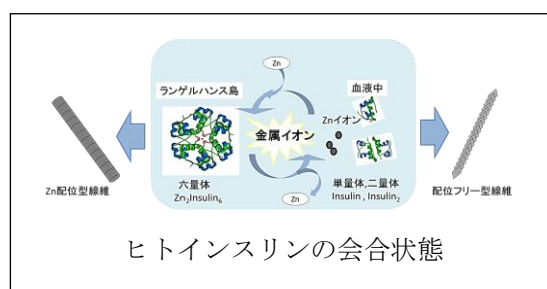 Zn
ランゲルハンス島
血液中
Znイオン
金属イオン
Zn配位型線維
六量体
Zn₂Insulin₆
Zn
単量体,二量体
Insulin , Insulin₂
配位フリー型線維
ヒトインスリンの会合状態